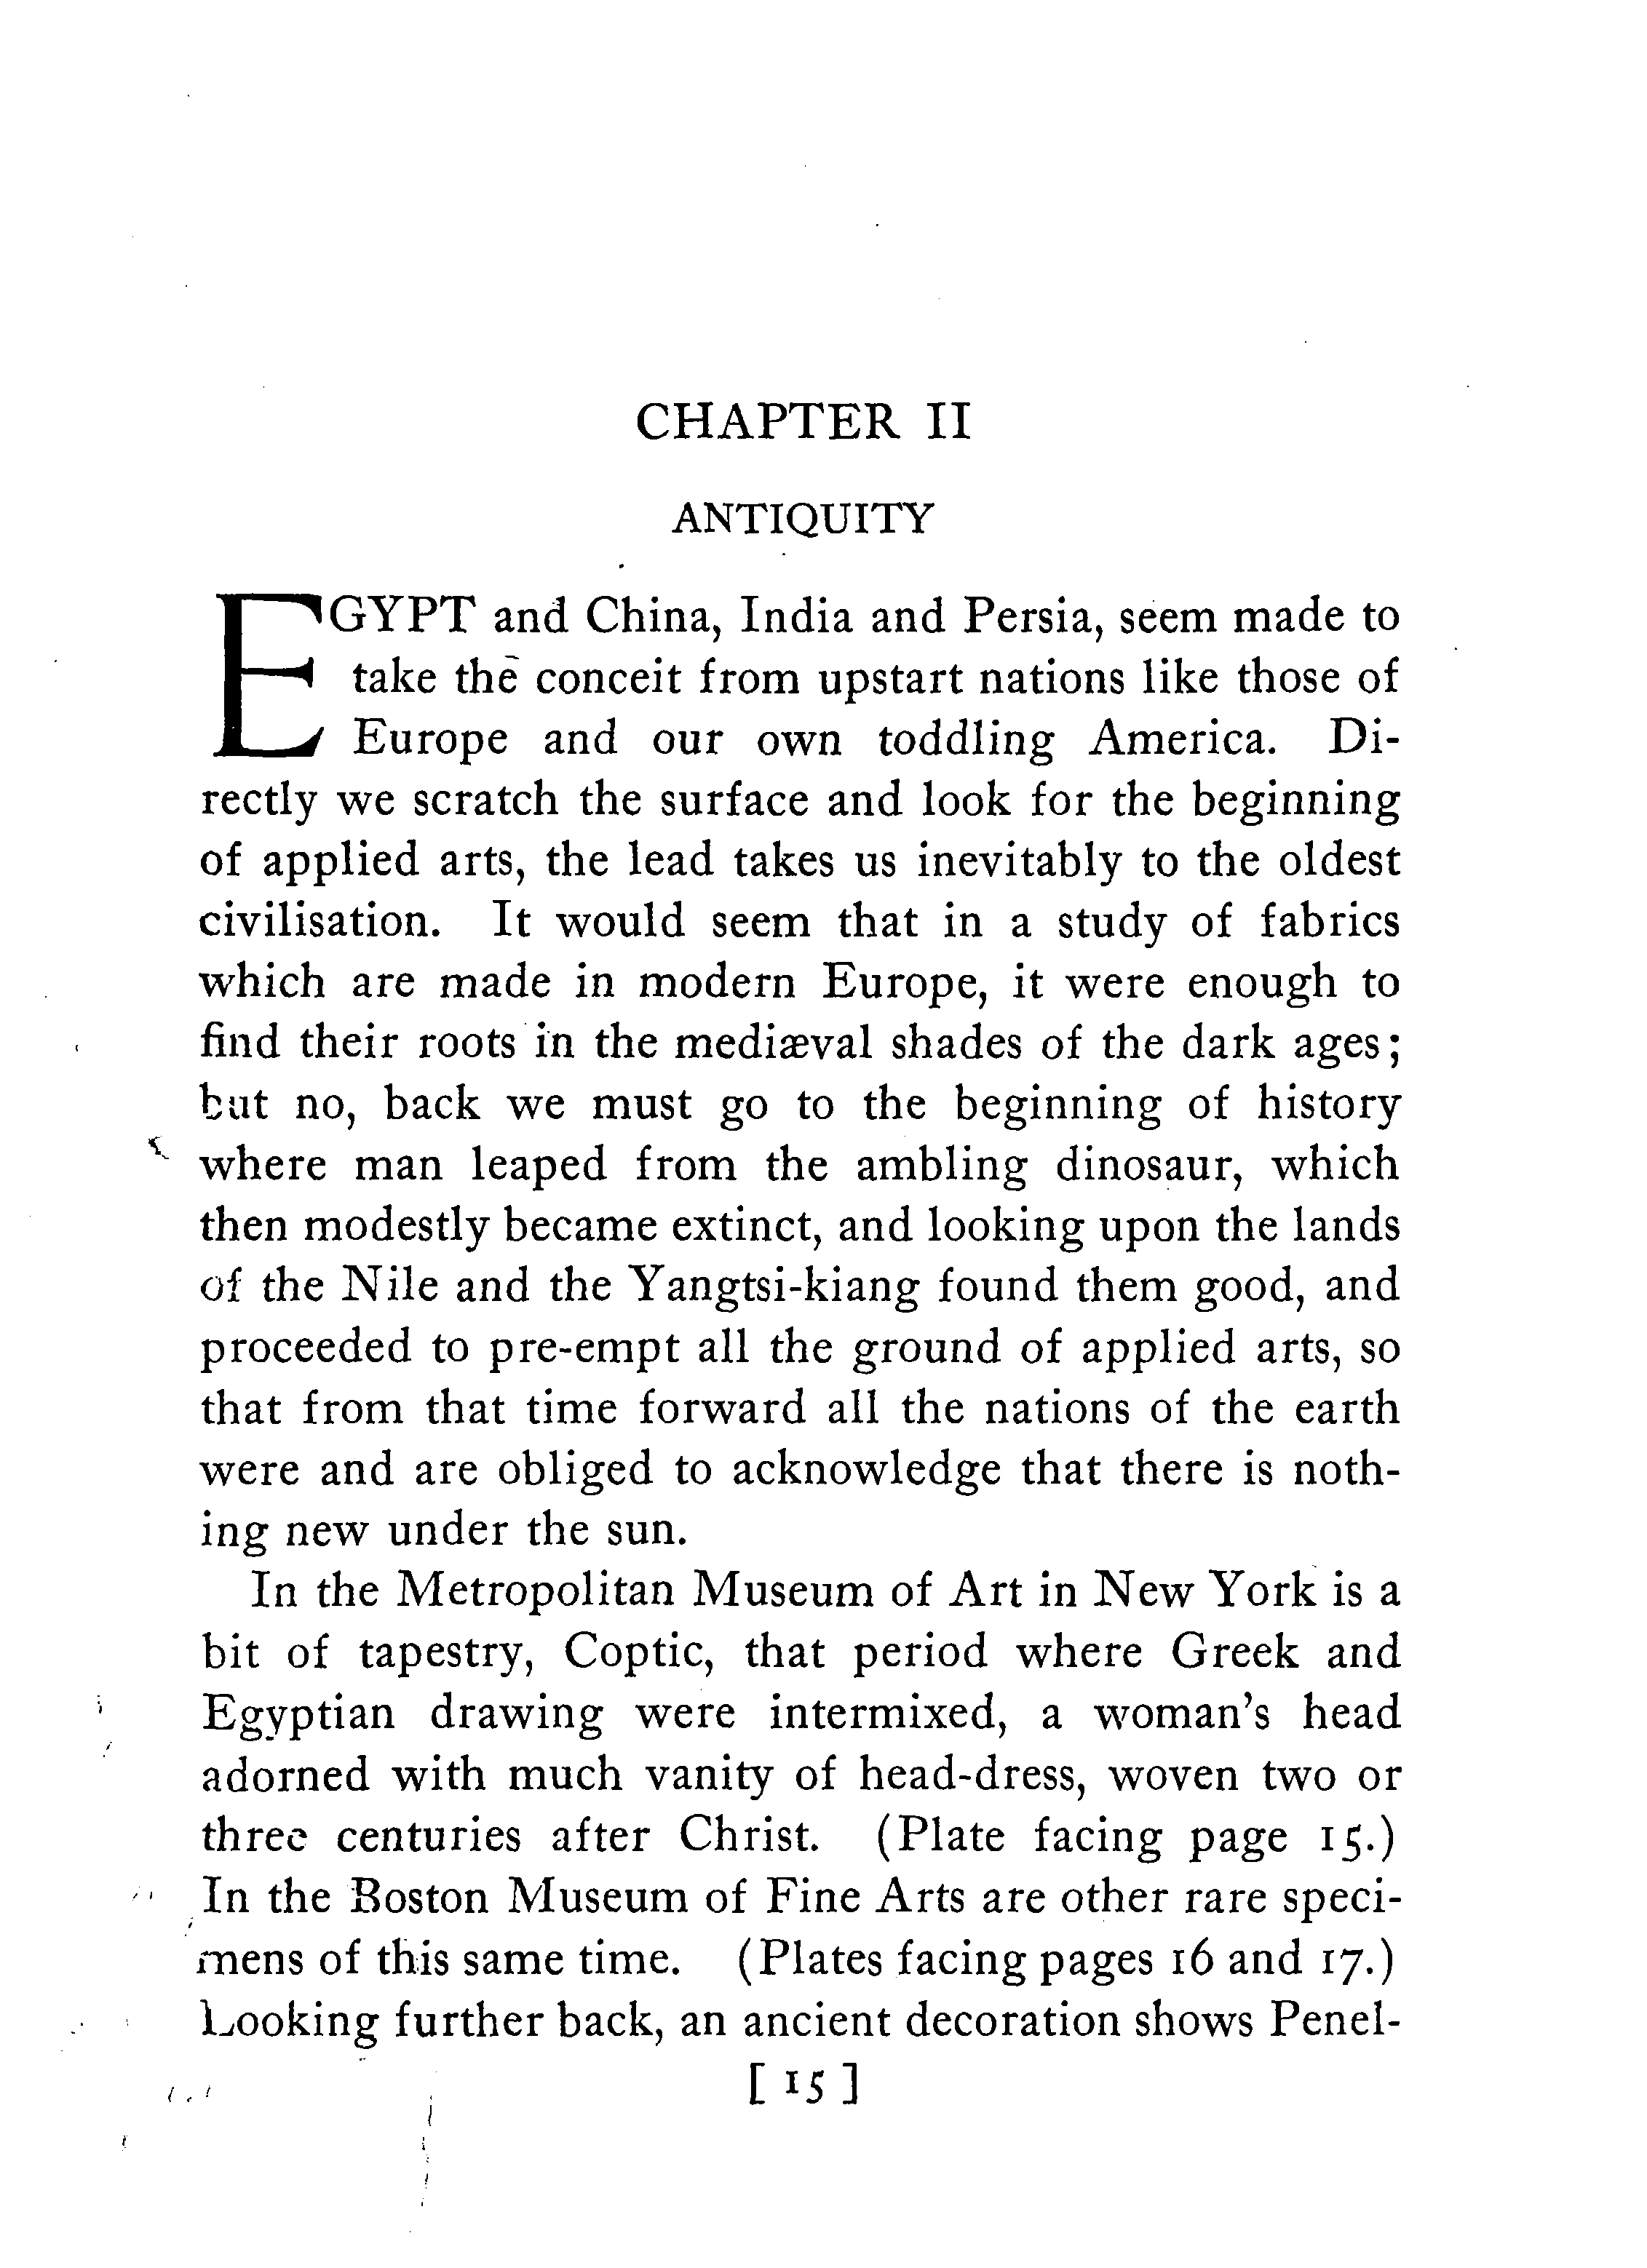 CHAPTER II
ANTIQUITY
EGYPT and China, India and Persia, seem made to
take the conceit from upstart nations like those of
Europe and our own toddling America. Di-
rectly we scratch the surface and look for the beginning
of applied arts, the lead takes us inevitably to the oldest
civilisation. It would seem that in a study of fabrics
which are made in modern Europe, it were enough to
find their roots in the mediæval shades of the dark ages;
but no, back we must go to the beginning of history
where man leaped from the ambling dinosaur, which
then modestly became extinct, and looking upon the lands
of the Nile and the Yangtsi-kiang found them good, and
proceeded to pre-empt all the ground of applied arts, so
that from that time forward all the nations of the earth
were and are obliged to acknowledge that there is noth-
ing new under the sun.
In the Metropolitan Museum of Art in New York is a
bit of tapestry, Coptic, that period where Greek and
Egyptian drawing were intermixed, a woman's head
adorned with much vanity of head-dress, woven two or
three centuries after Christ. (Plate facing page 15.)
In the Boston Museum of Fine Arts are other rare speci-
mens of this same time. (Plates facing pages 16 and 17.)
Looking further back, an ancient decoration shows Penel-
[ 15 ]